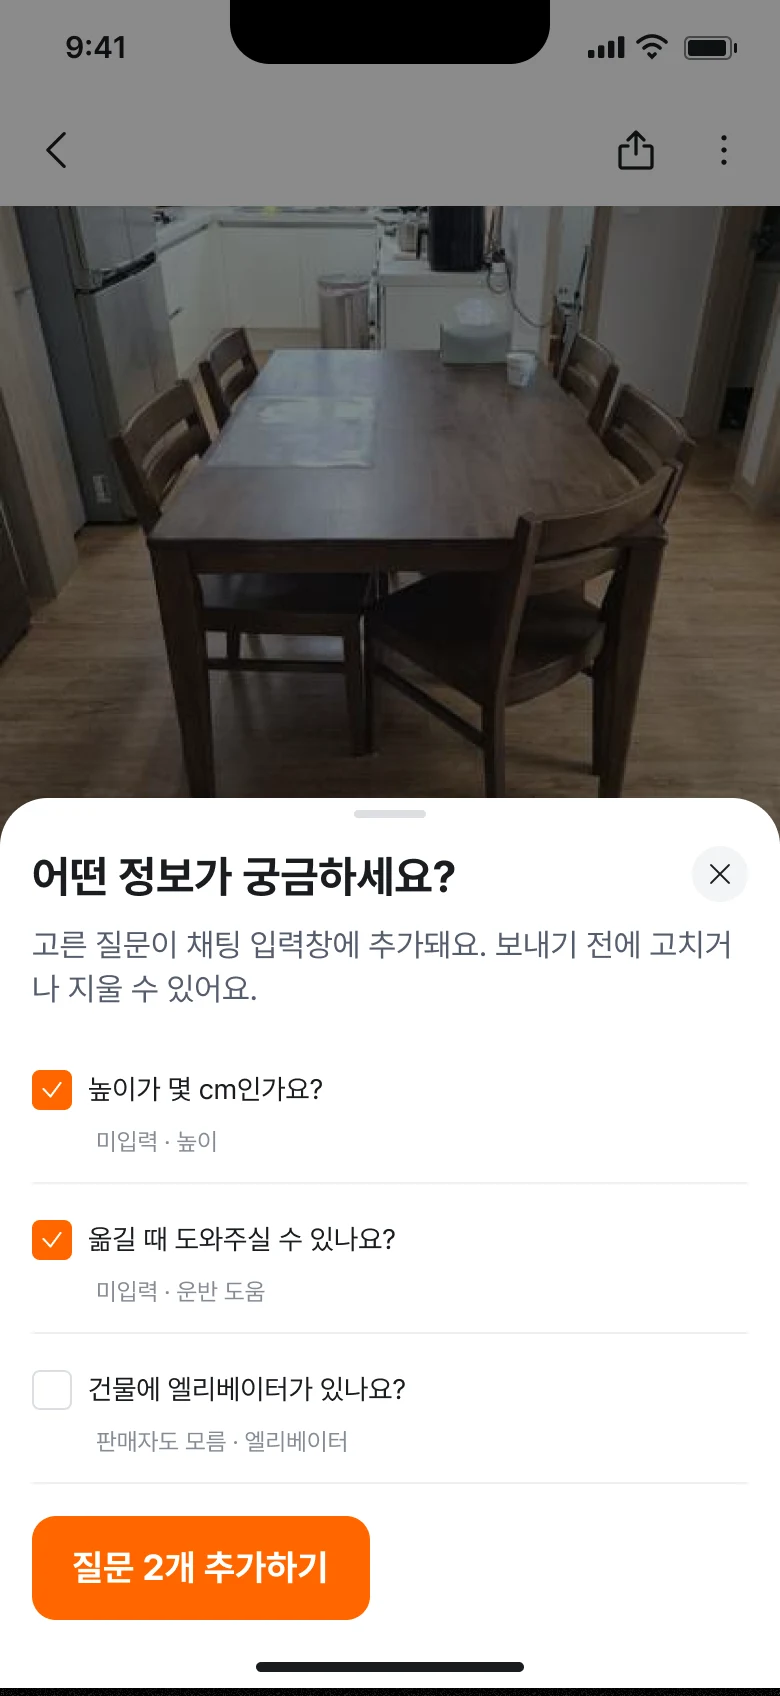 9:41
어떤 정보가 궁금하세요?
고른 질문이 채팅 입력창에 추가돼요. 보내기 전에 고치거
나 지울 수 있어요.
높이가 몇 cm인가요?
미입력 · 높이
옮길 때 도와주실 수 있나요?
미입력 · 운반 도움
건물에 엘리베이터가 있나요?
판매자도 모름 · 엘리베이터
질문 2개 추가하기